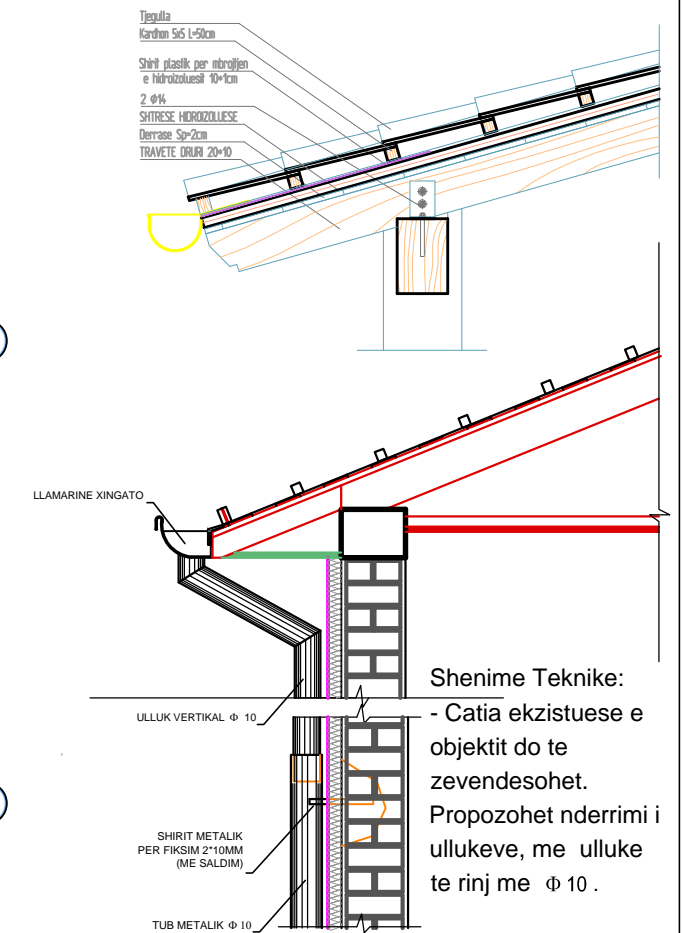 Tjegulla
Kardhon 5x5 L=50cm
Shirit plastik per mbrojtjen
e hidroizoluesit 10*1cm
2 Φ14
SHTRESE HIDROIZOLUESE
Derrase Sp=2cm
TRAVETE DRURI 20*10
LLAMARINE XINGATO
ULLUK VERTIKAL Φ 10
SHIRIT METALIK
PER FIKSIM 2*10MM
(ME SALDIM)
TUB METALIK Φ 10
Shenime Teknike:
- Catia ekzistuese e
objektit do te
zevendesohet.
Propozohet nderrimi i
ullukeve, me ulluke
te rinj me Φ 10 .